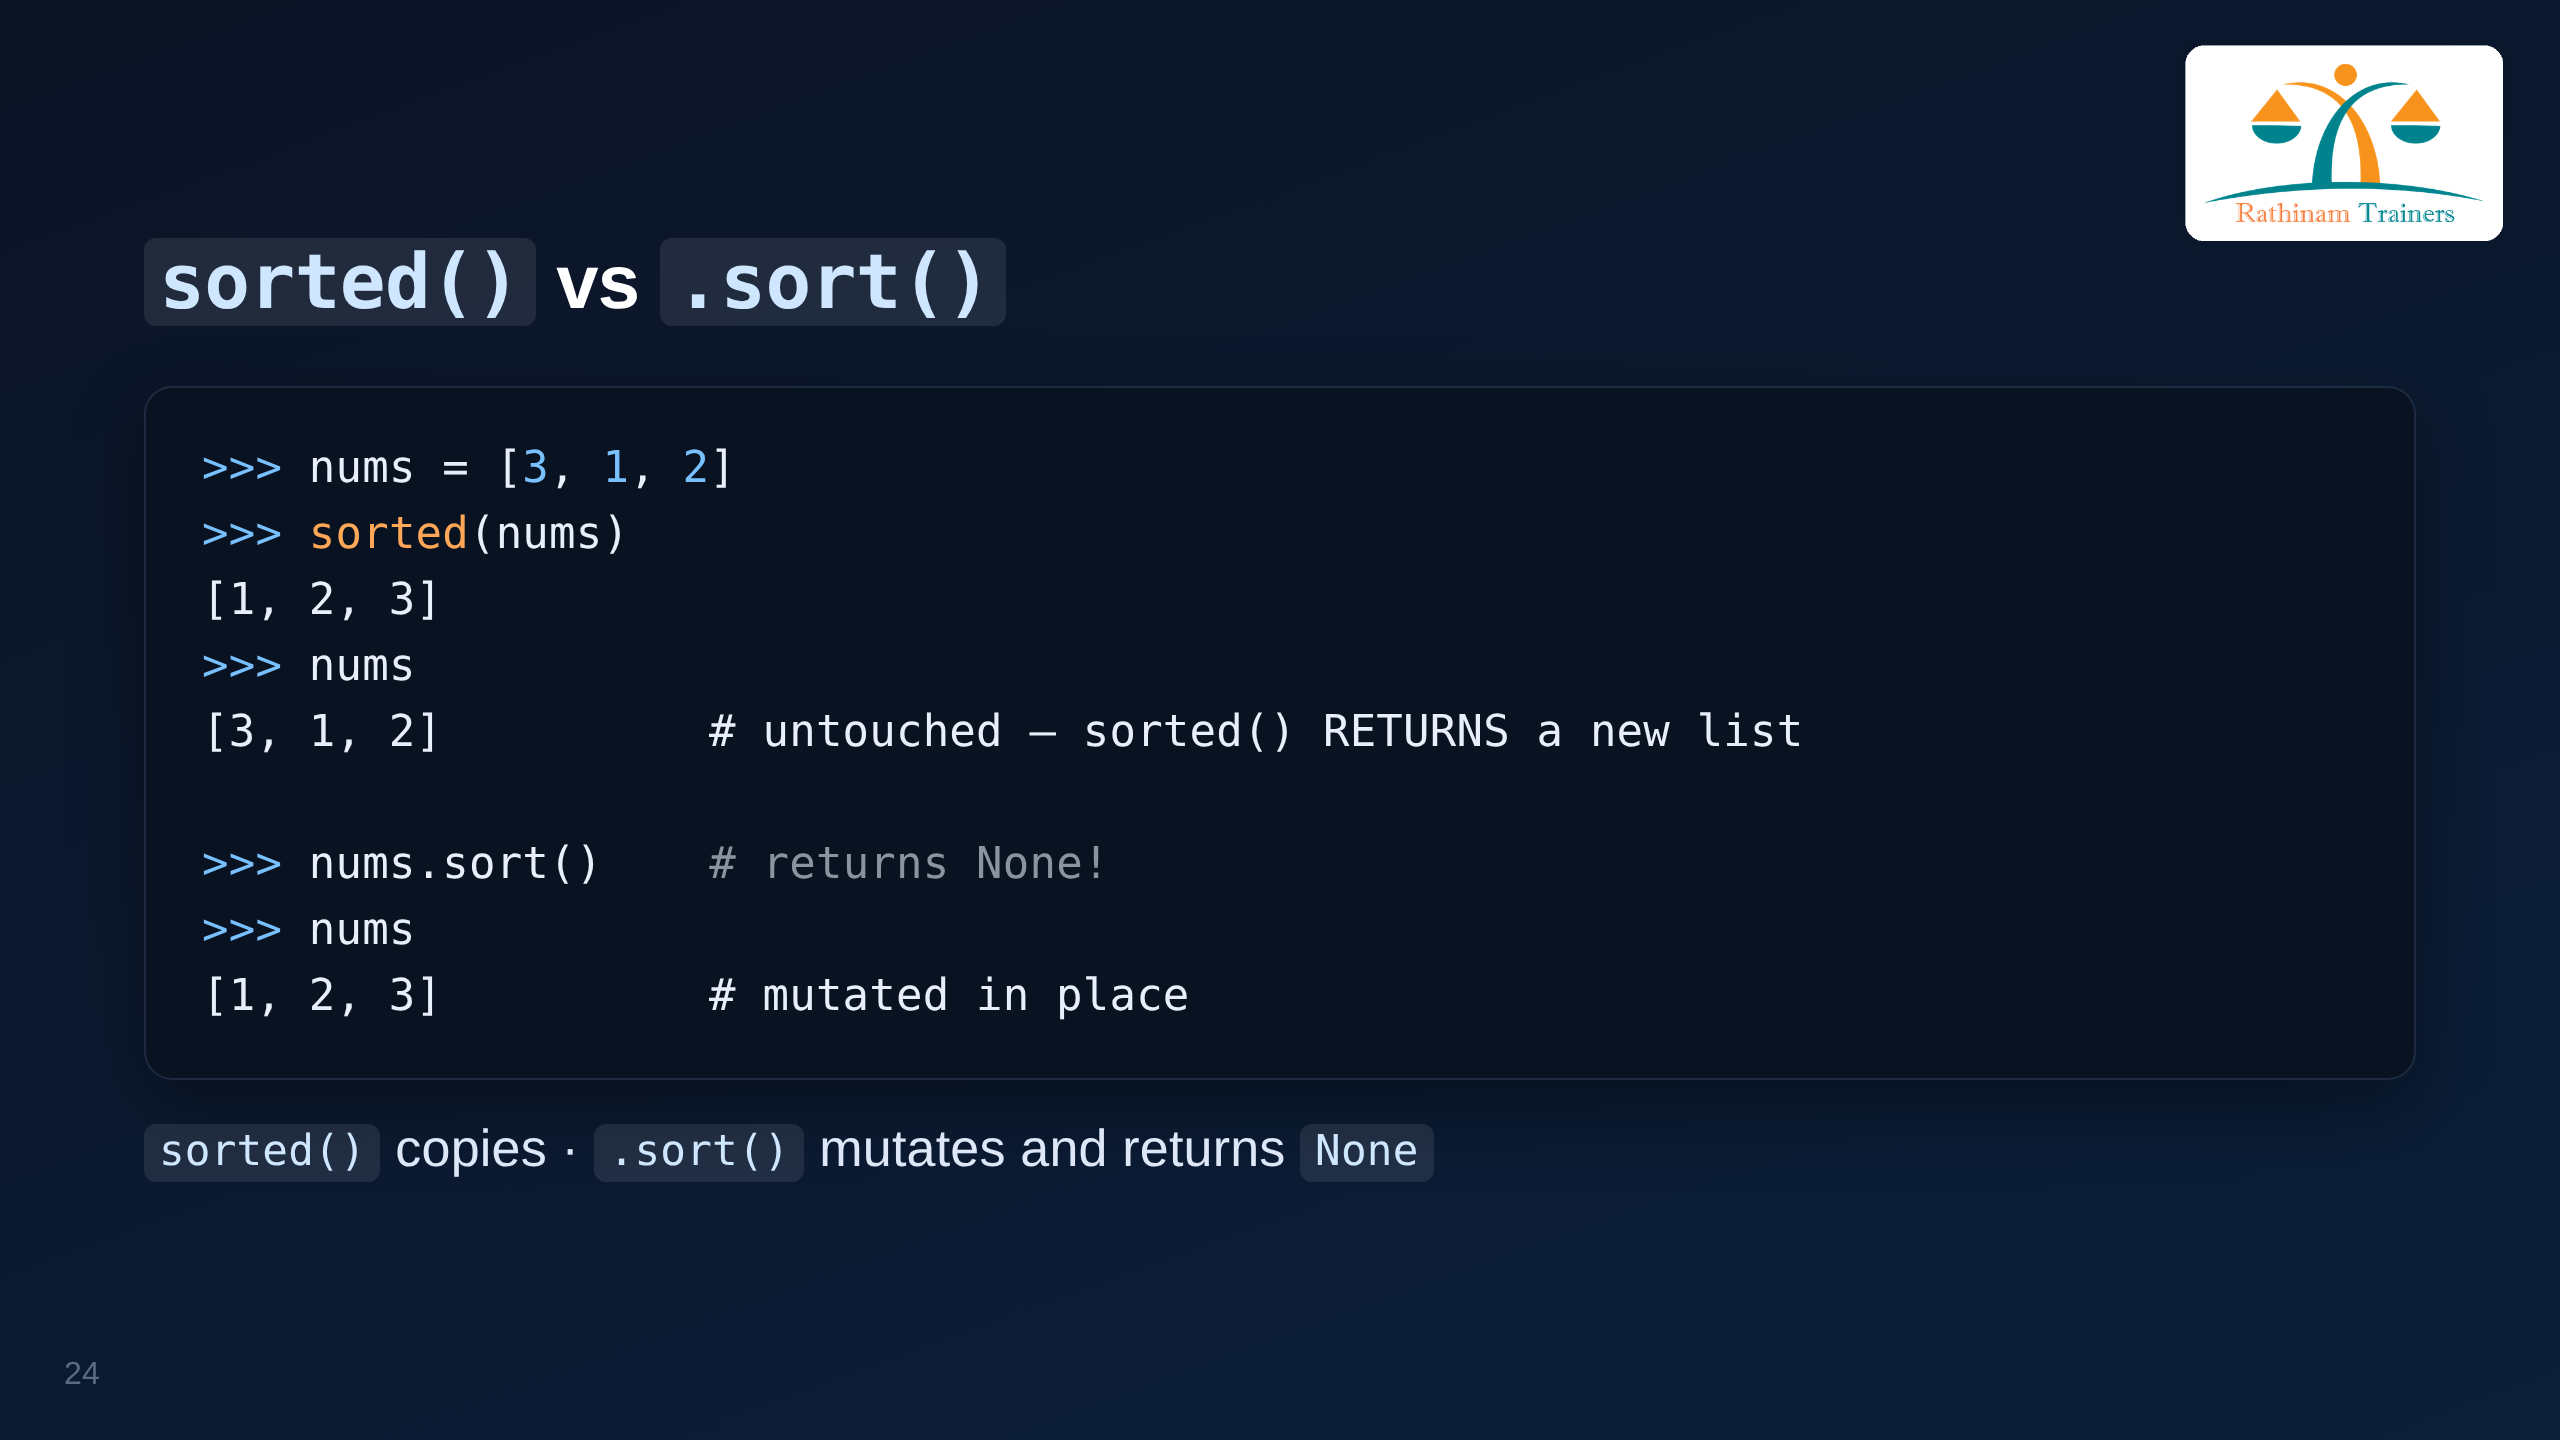 Rathinam Trainers
sorted() vs .sort()
>>> nums = [3, 1, 2]
>>> sorted(nums)
[1, 2, 3]
>>> nums
[3, 1, 2]          # untouched — sorted() RETURNS a new list
>>> nums.sort()    # returns None!
>>> nums
[1, 2, 3]          # mutated in place
sorted() copies · .sort() mutates and returns None
24